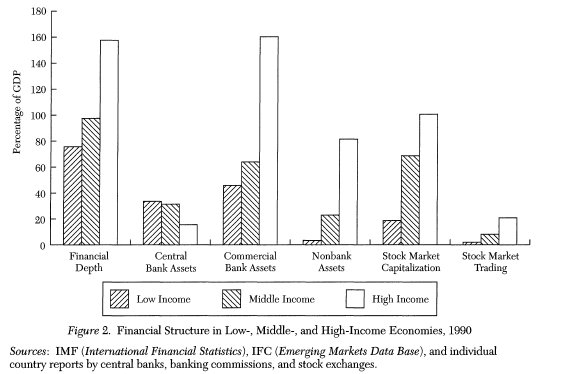 180
160
140
120
100
80
60
40
20
0
Percentage of GDP
Financial Depth
Central Bank Assets
Commercial Bank Assets
Nonbank Assets
Stock Market Capitalization
Stock Market Trading
Low Income Middle Income High Income
Figure 2. Financial Structure in Low-, Middle-, and High-Income Economies, 1990
Sources: IMF (International Financial Statistics), IFC (Emerging Markets Data Base), and individual
country reports by central banks, banking commissions, and stock exchanges.